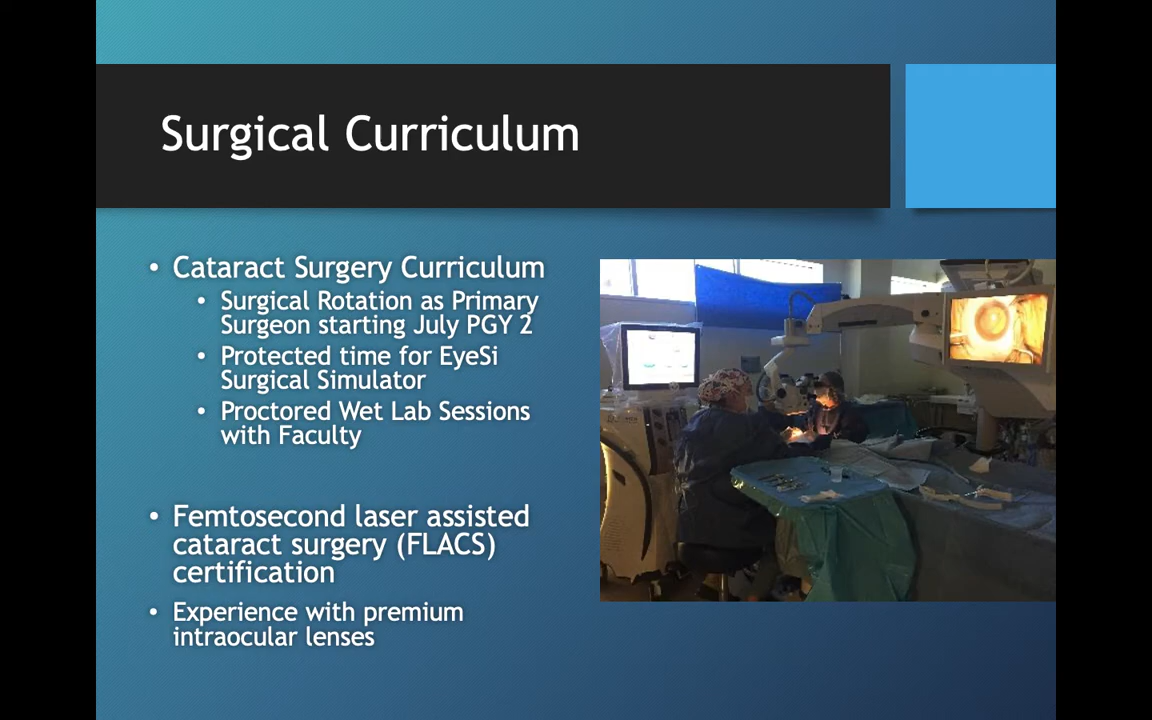 Surgical Curriculum
• Cataract Surgery Curriculum
• Surgical Rotation as Primary
Surgeon starting July PGY 2
• Protected time for EyeSi
Surgical Simulator
• Proctored Wet Lab Sessions
with Faculty
• Femtosecond laser assisted
cataract surgery (FLACS)
certification
• Experience with premium
intraocular lenses